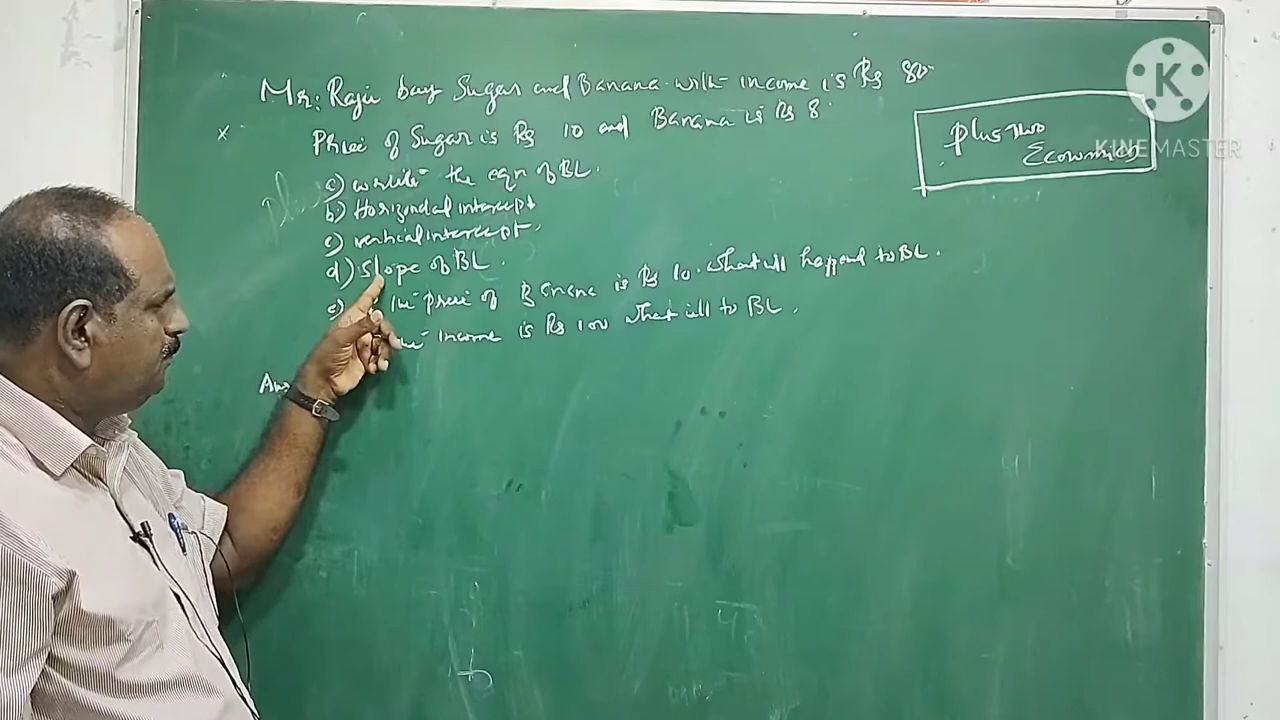 Mr: Raju buy Sugar and Banana with income is Rs 80
x
Price of Sugar is Rs 10 and Banana is Rs 8
a) write the eqn of BL.
b) Horizondal intercept
c) vertical intercept.
d) Slope of BL.
e) the price of Banana is Rs 10. what will happend to BL.
income is Rs 100 what will to BL.
Ans
Plus Two
Economics
K
KINEMASTER